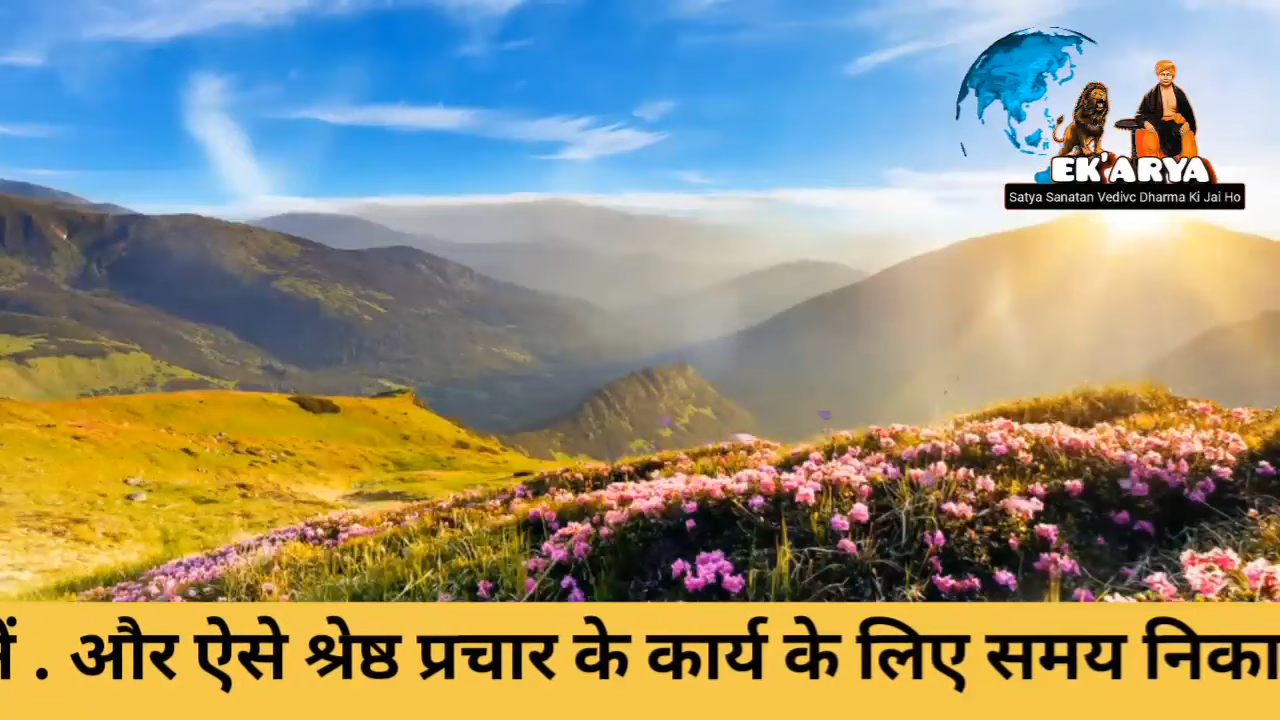 EK'ARYA
Satya Sanatan Vedivc Dharma Ki Jai Ho
. और ऐसे श्रेष्ठ प्रचार के कार्य के लिए समय